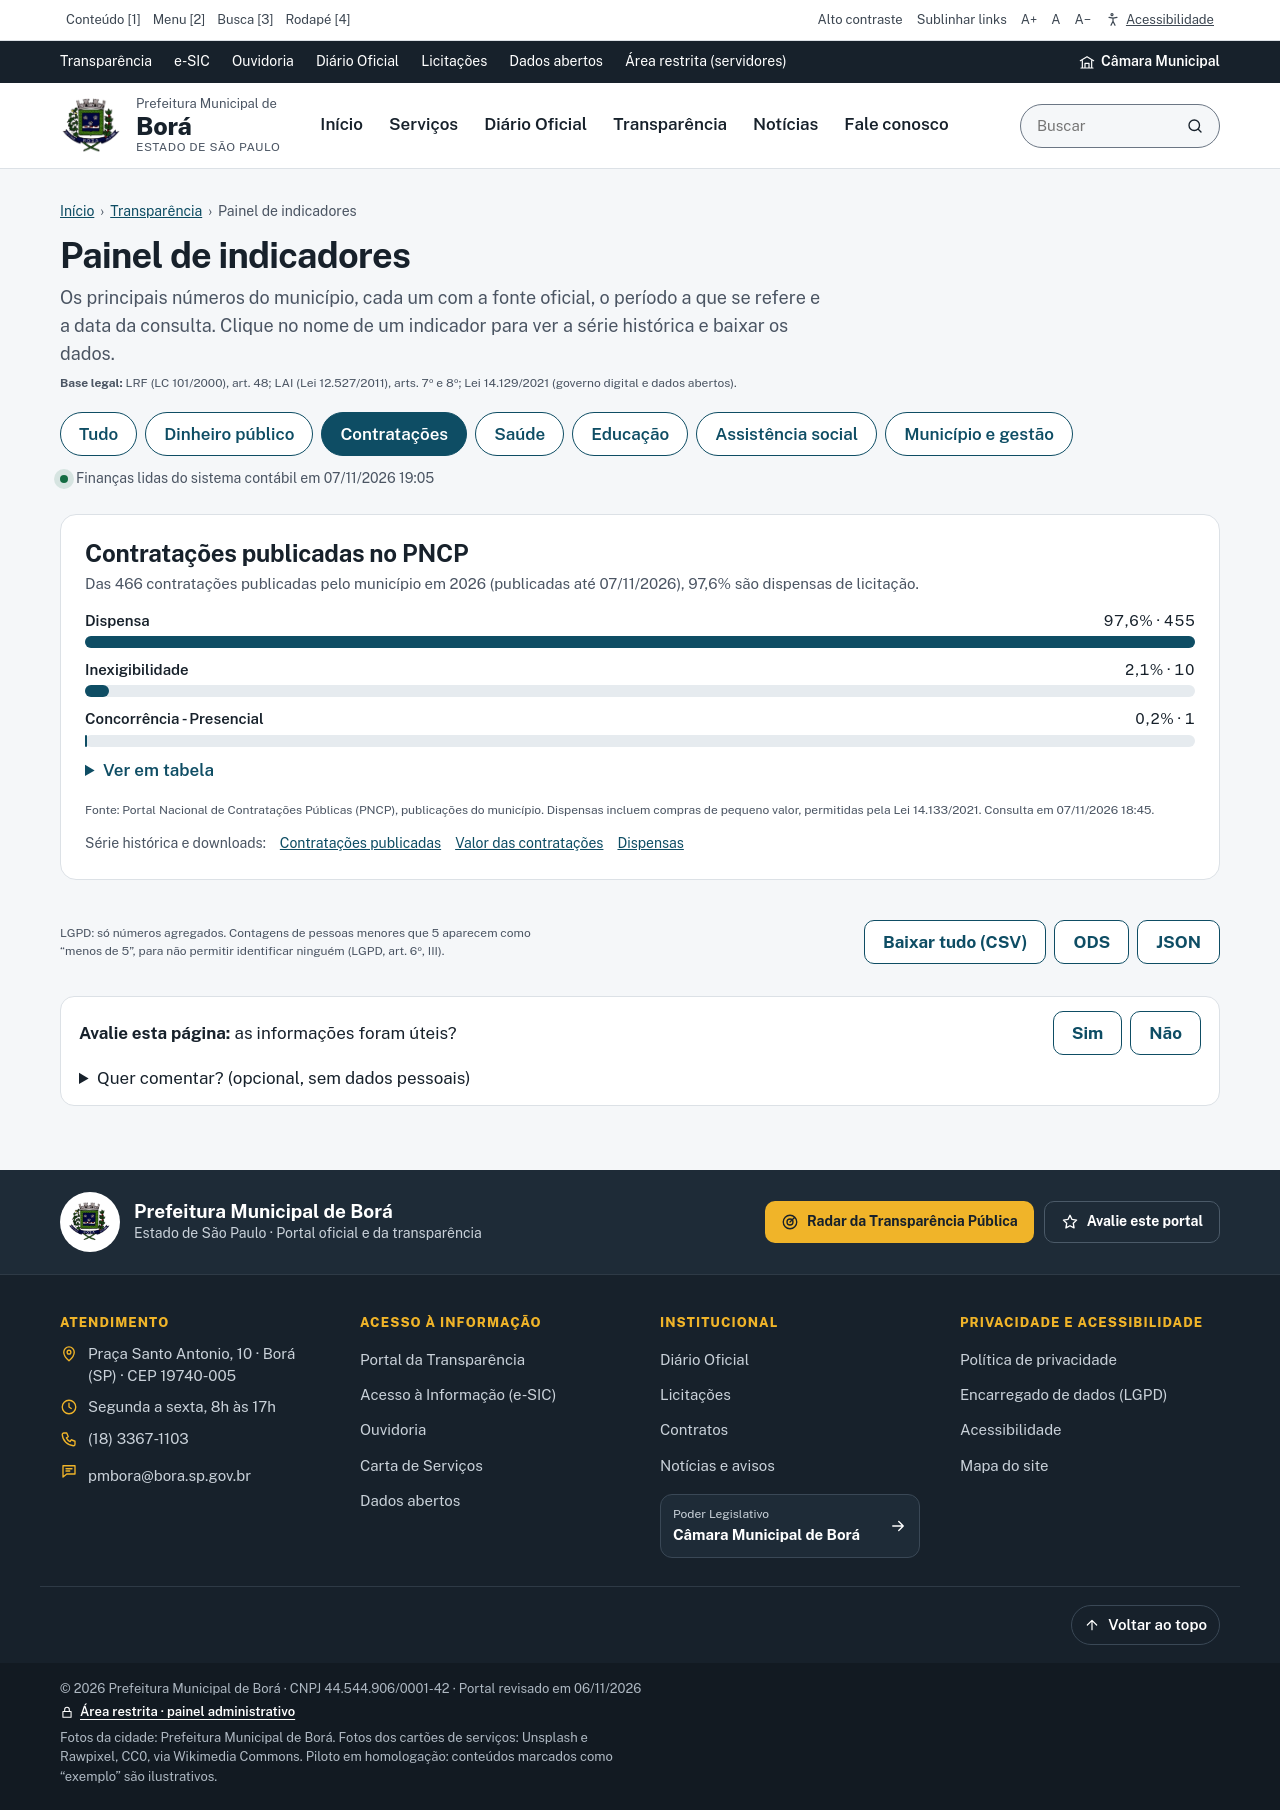 Conteúdo [1] Menu [2] Busca [3] Rodapé [4] Alto contraste Sublinhar links A+ A A− Acessibilidade
Transparência e-SIC Ouvidoria Diário Oficial Licitações Dados abertos Área restrita (servidores) Câmara Municipal
Prefeitura Municipal de
Borá
ESTADO DE SÃO PAULO
Início Serviços Diário Oficial Transparência Notícias Fale conosco Buscar
Início › Transparência › Painel de indicadores
Painel de indicadores
Os principais números do município, cada um com a fonte oficial, o período a que se refere e
a data da consulta. Clique no nome de um indicador para ver a série histórica e baixar os
dados.
Base legal: LRF (LC 101/2000), art. 48; LAI (Lei 12.527/2011), arts. 7º e 8º; Lei 14.129/2021 (governo digital e dados abertos).
Tudo Dinheiro público Contratações Saúde Educação Assistência social Município e gestão
Finanças lidas do sistema contábil em 07/11/2026 19:05
Contratações publicadas no PNCP
Das 466 contratações publicadas pelo município em 2026 (publicadas até 07/11/2026), 97,6% são dispensas de licitação.
Dispensa 97,6% · 455
Inexigibilidade 2,1% · 10
Concorrência - Presencial 0,2% · 1
Ver em tabela
Fonte: Portal Nacional de Contratações Públicas (PNCP), publicações do município. Dispensas incluem compras de pequeno valor, permitidas pela Lei 14.133/2021. Consulta em 07/11/2026 18:45.
Série histórica e downloads: Contratações publicadas Valor das contratações Dispensas
LGPD: só números agregados. Contagens de pessoas menores que 5 aparecem como
“menos de 5”, para não permitir identificar ninguém (LGPD, art. 6º, III).
Baixar tudo (CSV) ODS JSON
Avalie esta página: as informações foram úteis? Sim Não
Quer comentar? (opcional, sem dados pessoais)
Prefeitura Municipal de Borá
Estado de São Paulo · Portal oficial e da transparência
Radar da Transparência Pública Avalie este portal
ATENDIMENTO
Praça Santo Antonio, 10 · Borá
(SP) · CEP 19740-005
Segunda a sexta, 8h às 17h
(18) 3367-1103
pmbora@bora.sp.gov.br
ACESSO À INFORMAÇÃO
Portal da Transparência
Acesso à Informação (e-SIC)
Ouvidoria
Carta de Serviços
Dados abertos
INSTITUCIONAL
Diário Oficial
Licitações
Contratos
Notícias e avisos
Poder Legislativo
Câmara Municipal de Borá
PRIVACIDADE E ACESSIBILIDADE
Política de privacidade
Encarregado de dados (LGPD)
Acessibilidade
Mapa do site
Voltar ao topo
© 2026 Prefeitura Municipal de Borá · CNPJ 44.544.906/0001-42 · Portal revisado em 06/11/2026
Área restrita · painel administrativo
Fotos da cidade: Prefeitura Municipal de Borá. Fotos dos cartões de serviços: Unsplash e
Rawpixel, CC0, via Wikimedia Commons. Piloto em homologação: conteúdos marcados como
“exemplo” são ilustrativos.